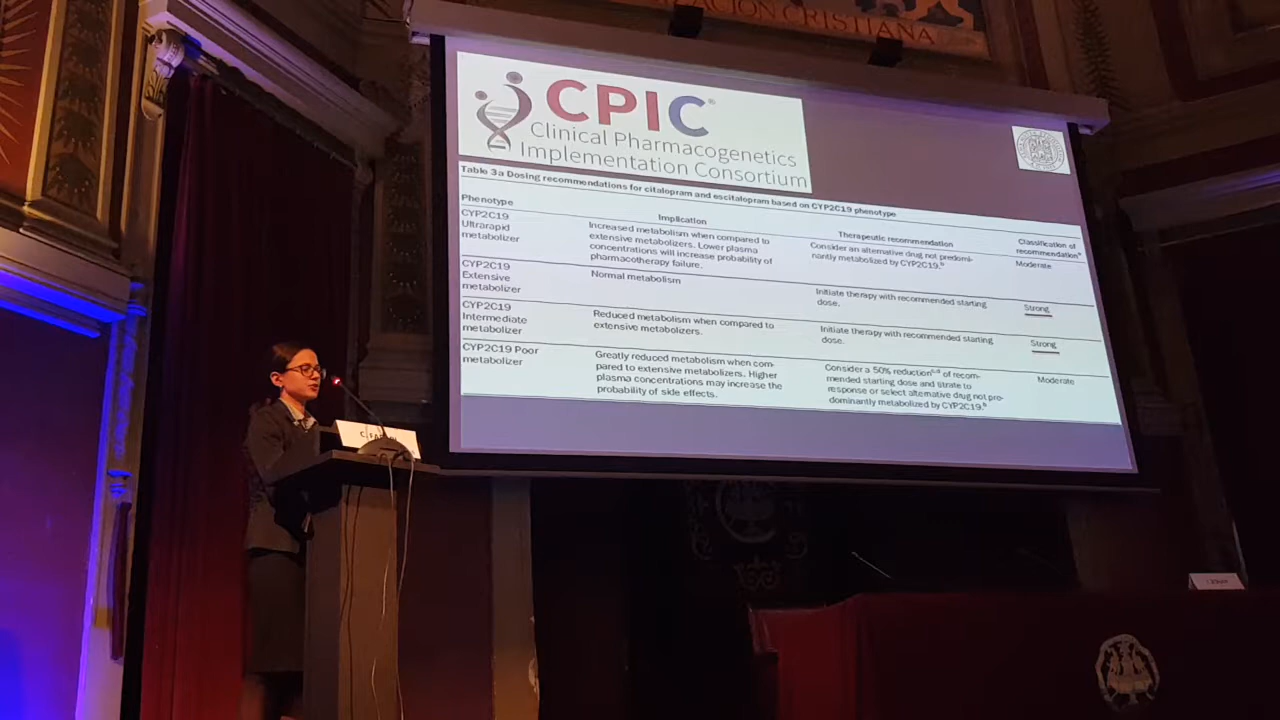 ACION CRISTIANA
CPIC®
Clinical Pharmacogenetics
Implementation Consortium
Table 3a Dosing recommendations for citalopram and escitalopram based on CYP2C19 phenotype
Phenotype
Implication
Therapeutic recommendation
Classification of
recommendation
CYP2C19
Ultrarapid
metabolizer
Increased metabolism when compared to
extensive metabolizers. Lower plasma
concentrations will increase probability of
pharmacotherapy failure.
Consider an alternative drug not predomi-
nantly metabolized by CYP2C19.b
Moderate
CYP2C19
Extensive
metabolizer
Normal metabolism
Initiate therapy with recommended starting
dose.
Strong
CYP2C19
Intermediate
metabolizer
Reduced metabolism when compared to
extensive metabolizers.
Initiate therapy with recommended starting
dose.
Strong
CYP2C19 Poor
metabolizer
Greatly reduced metabolism when com-
pared to extensive metabolizers. Higher
plasma concentrations may increase the
probability of side effects.
Consider a 50% reduction of recom-
mended starting dose and titrate to
response or select alternative drug not pre-
dominantly metabolized by CYP2C19.b
Moderate